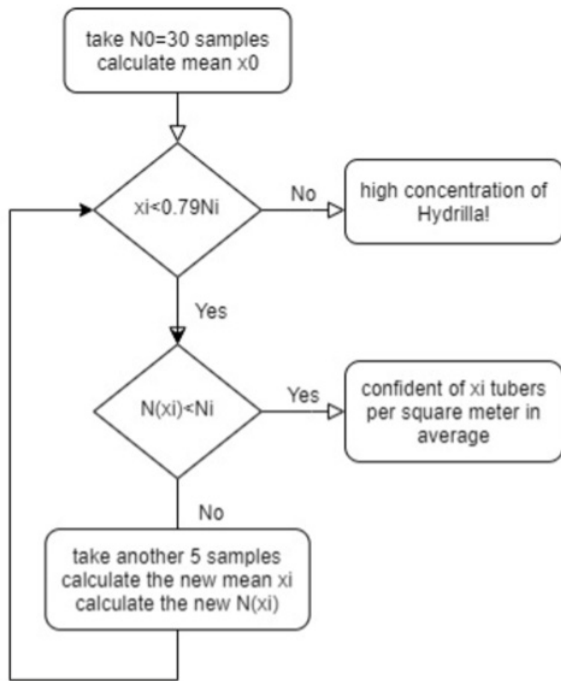 take N0=30 samples
calculate mean x0
xi<0.79Ni
No
high concentration of
Hydrilla!
Yes
N(xi)<Ni
Yes
confident of xi tubers
per square meter in
average
No
take another 5 samples
calculate the new mean xi
calculate the new N(xi)